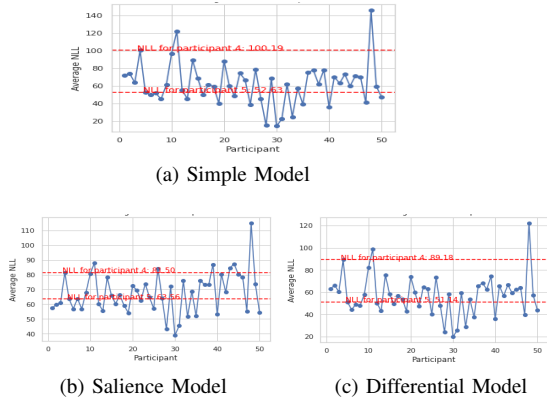 140
120
100
80
60
40
20
Average NLL
NLL for participant 4: 100.19
NLL for participant 5: 52.63
0 10 20 30 40 50
Participant
(a) Simple Model
110
100
90
80
70
60
50
40
Average NLL
NLL for participant 4:
NLL for participant 5: 63.56
0 10 20 30 40 50
Participant
120
100
80
60
40
20
Average NLL
NLL for participant 4: 89.18
NLL for participant 5: 51.14
0 10 20 30 40 50
Participant
(b) Salience Model
(c) Differential Model